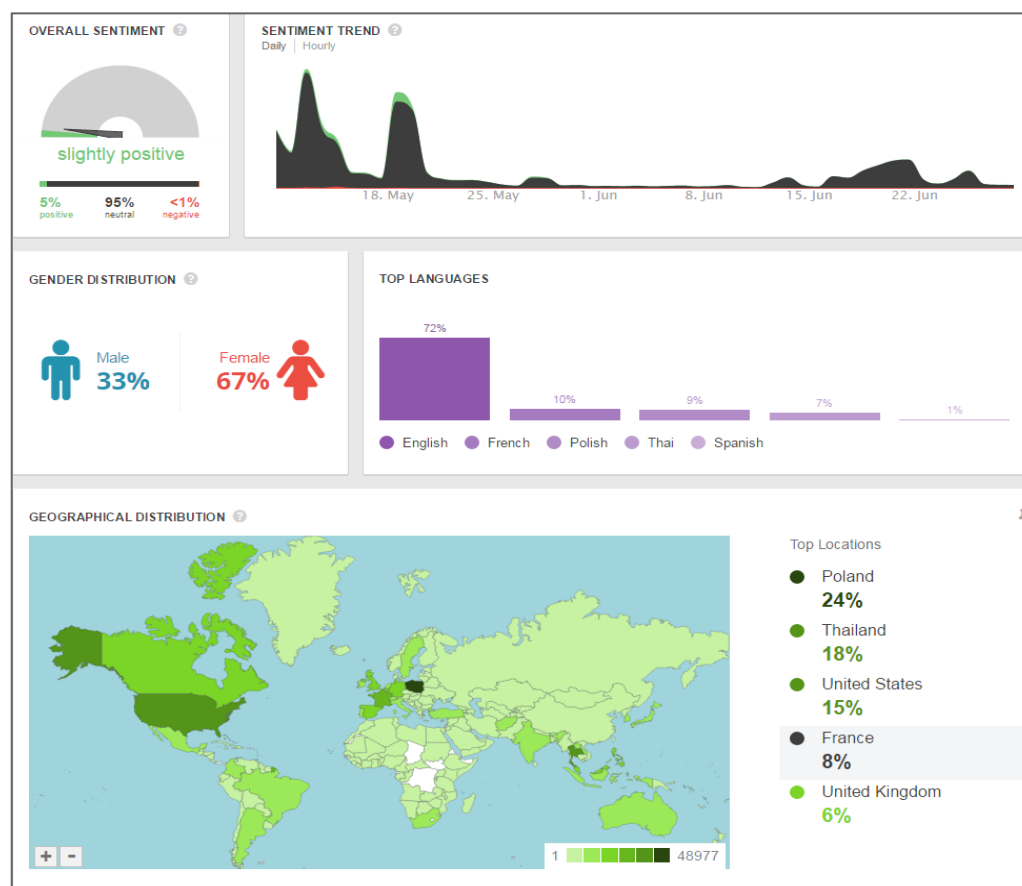 OVERALL SENTIMENT ?
slightly positive
5% 95% <1%
positive neutral negative
SENTIMENT TREND ?
Daily | Hourly
18. May 25. May 1. Jun 8. Jun 15. Jun 22. Jun
GENDER DISTRIBUTION ?
Male
33%
Female
67%
TOP LANGUAGES
72%
10%
9%
7%
1%
English French Polish Thai Spanish
GEOGRAPHICAL DISTRIBUTION ?
+ -
1 48977
Top Locations
Poland
24%
Thailand
18%
United States
15%
France
8%
United Kingdom
6%